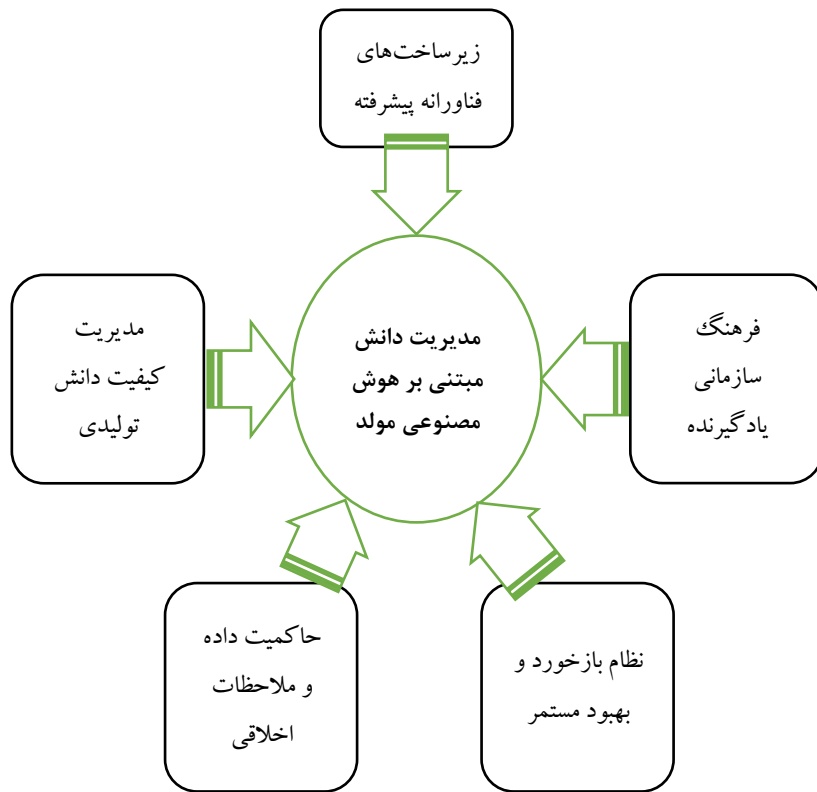 زیرساخت‌های
فناورانه پیشرفته
فرهنگ
سازمانی
یادگیرنده
مدیریت دانش
مبتنی بر هوش
مصنوعی مولد
مدیریت
کیفیت دانش
تولیدی
نظام بازخورد و
بهبود مستمر
حاکمیت داده
و ملاحظات
اخلاقی